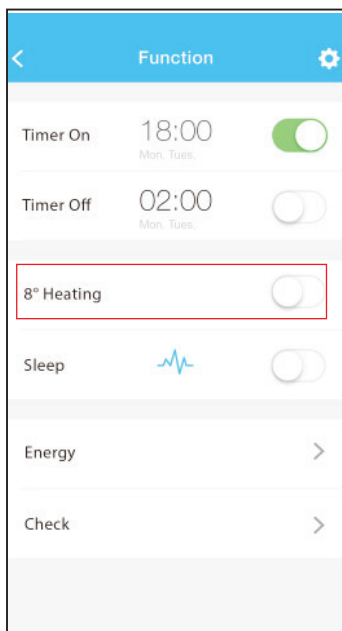 Function
Timer On 18:00
Mon. Tues.
Timer Off 02:00
Mon. Tues.
8° Heating
Sleep
Energy
Check